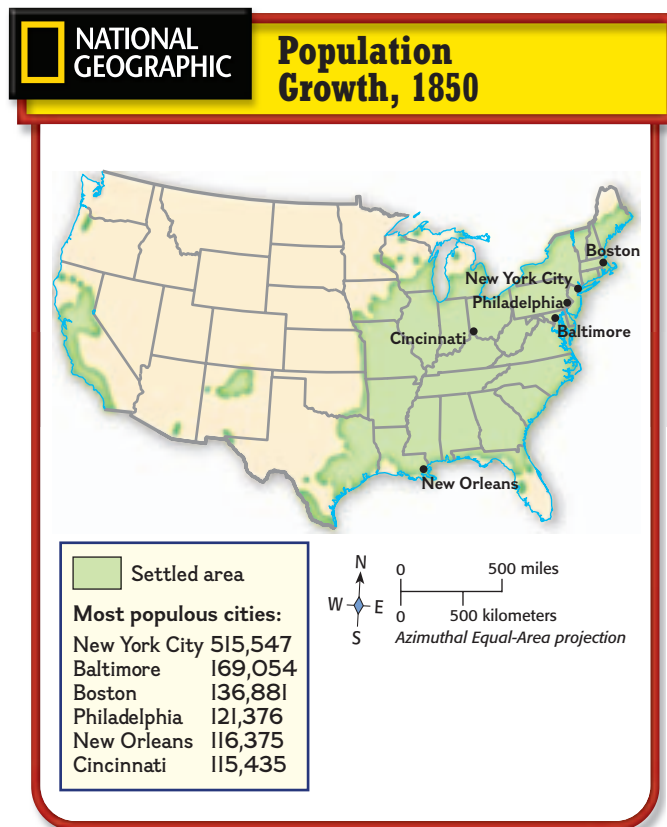 NATIONAL
GEOGRAPHIC
Population
Growth, 1850
Boston
New York City
Philadelphia
Cincinnati
Baltimore
New Orleans
Settled area
Most populous cities:
New York City 515,547
Baltimore 169,054
Boston 136,881
Philadelphia 121,376
New Orleans 116,375
Cincinnati 115,435
N
W E
S
0 500 miles
0 500 kilometers
Azimuthal Equal-Area projection